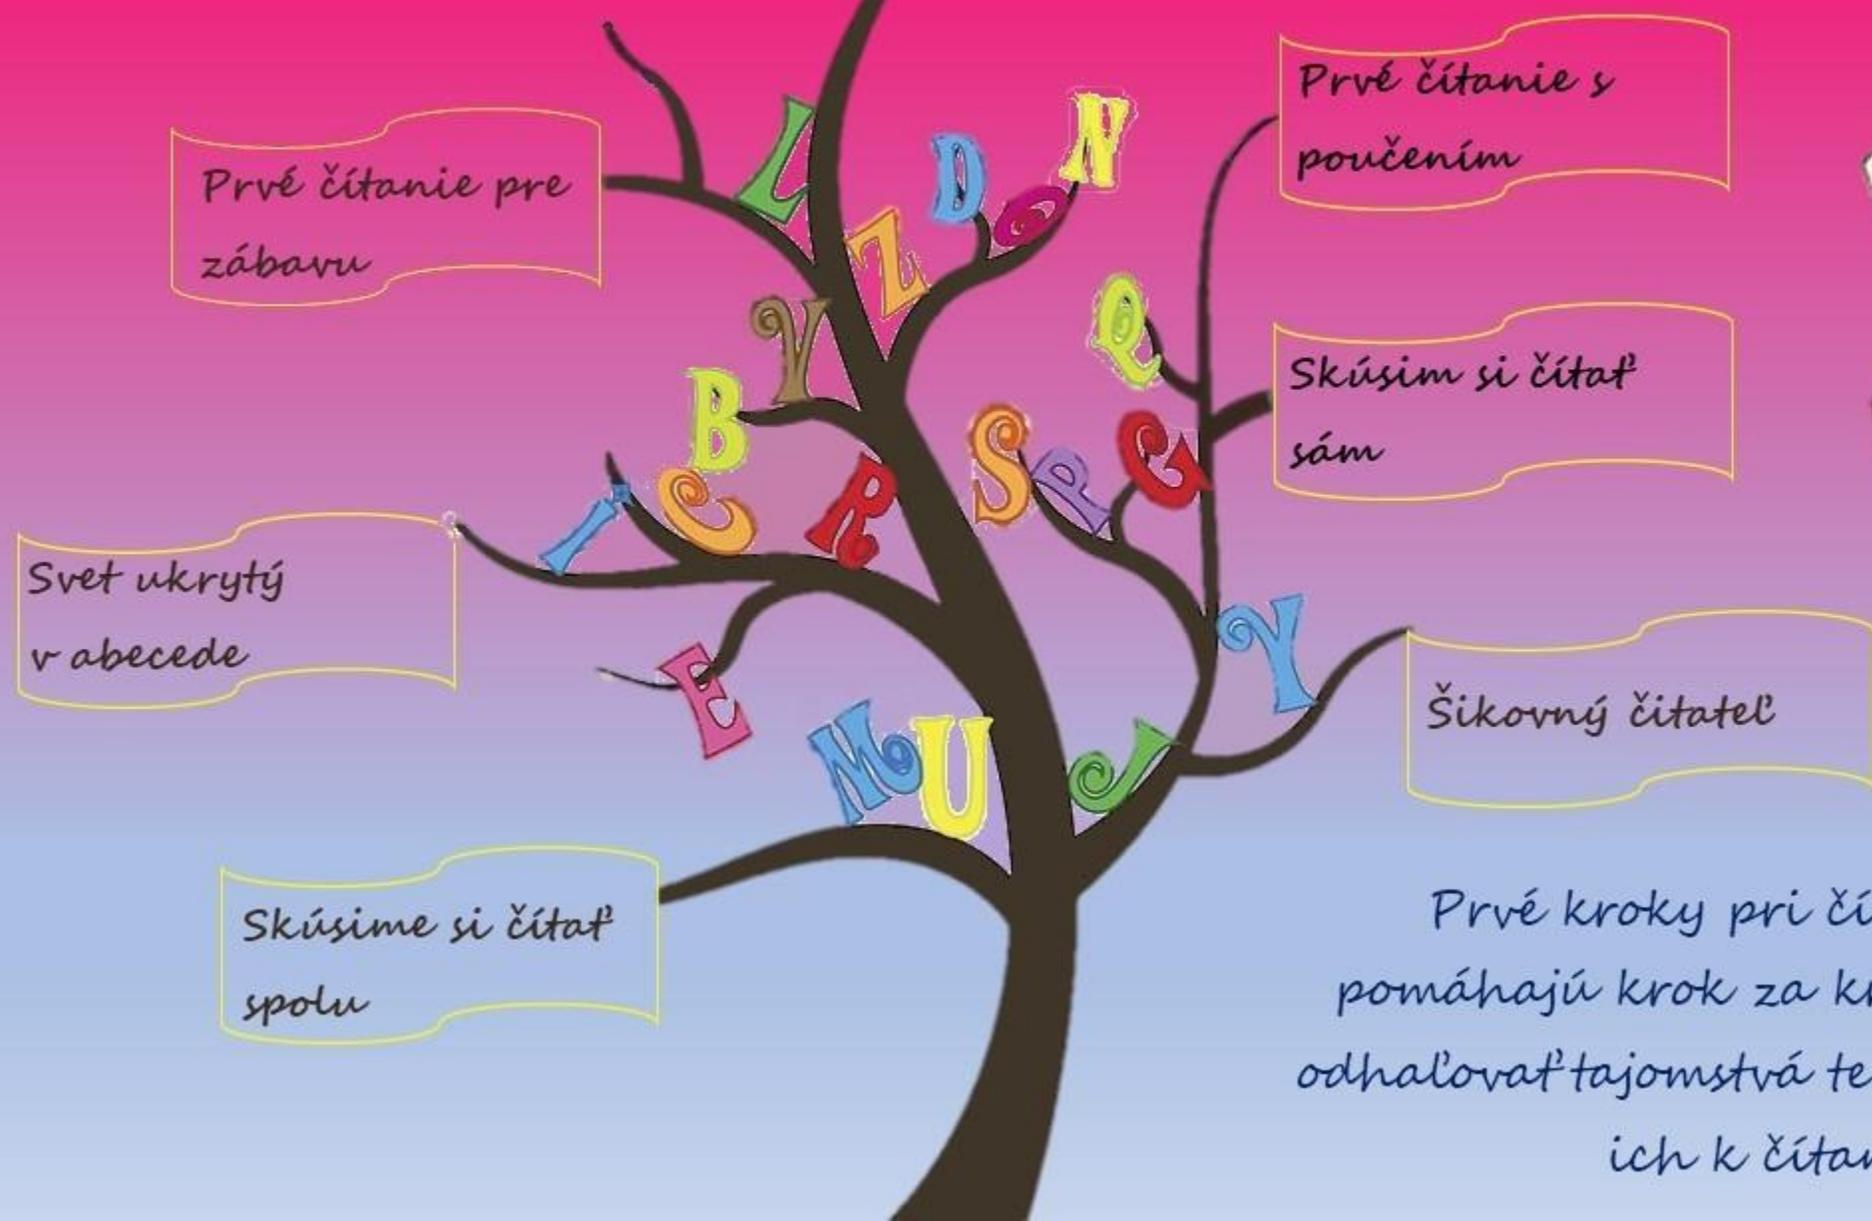 Prvé čítanie pre
zábavu
Svet ukrytý
v abecede
Skúsime si čítať
spolu
L
D
N
O
Z
V
Q
B
S
P
G
I
C
R
E
Y
M
U
J
Prvé čítanie s
poučením
Skúsim si čítať
sám
Šikovný čitateľ
Prvé kroky pri čí
pomáhajú krok za kr
odhaľovať tajomstvá te
ich k číta